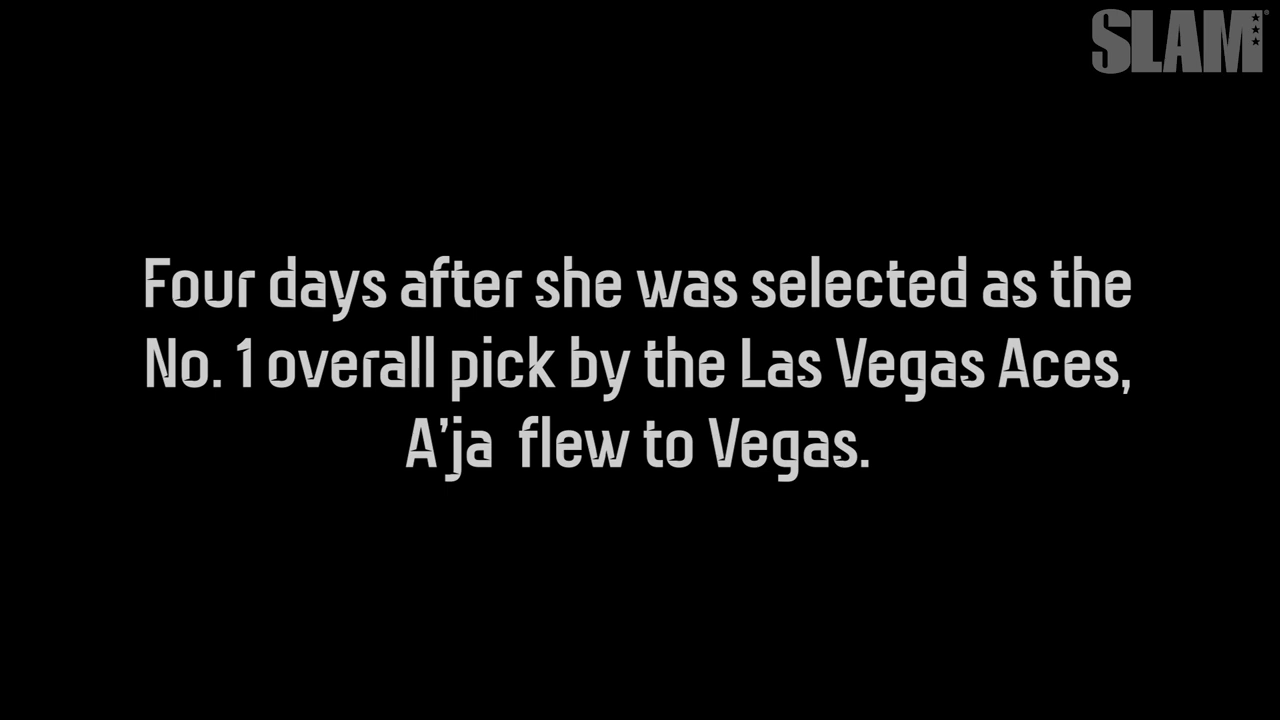 SLAM
Four days after she was selected as the
No. 1 overall pick by the Las Vegas Aces,
A’ja  flew to Vegas.